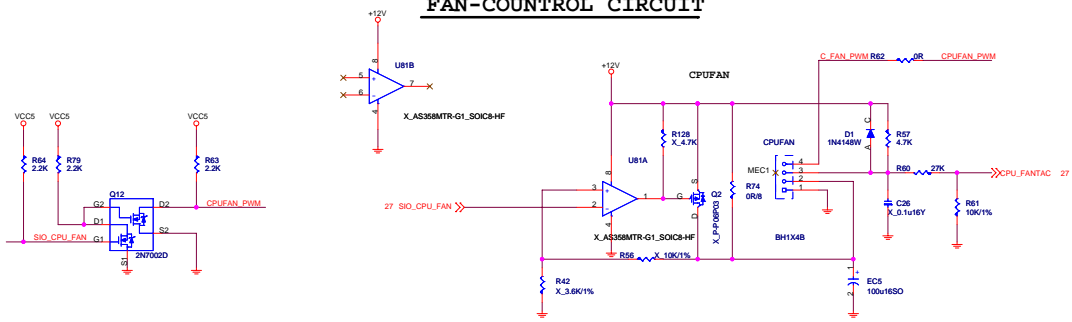 FAN-COUNTROL CIRCUIT
+12V
8
U81B
5
+
7
6
-
4
X_AS358MTR-G1_SOIC8-HF
VCC5
VCC5
VCC5
R64
2.2K
R79
2.2K
R63
2.2K
Q12
G2
D2
CPUFAN_PWM
D1
S2
SIO_CPU_FAN
G1
S1
2N7002D
+12V
CPUFAN
C_FAN_PWM
R62
0R
CPUFAN_PWM
R128
X_4.7K
U81A
8
3
+
1
2
-
4
27
SIO_CPU_FAN
X_AS358MTR-G1_SOIC8-HF
G
S
D
Q2
X_P-P06P03
R74
0R/8
CPUFAN
MEC1
4
3
2
1
BH1X4B
D1
1N4148W
C
A
R57
4.7K
R60
27K
CPU_FANTAC
27
C26
X_0.1u16Y
R61
10K/1%
R56
X_10K/1%
R42
X_3.6K/1%
1
+
EC5
100u16SO
2